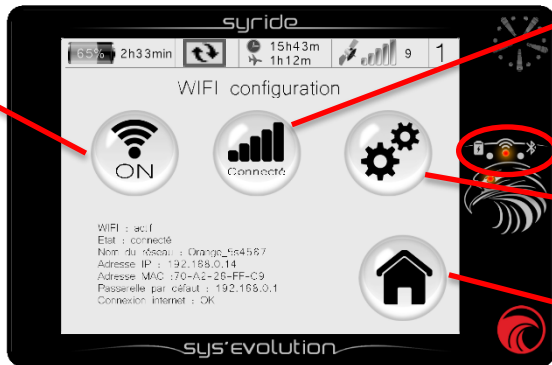 syride
65% 2h33min 15h43m 9 1
1h12m
WIFI configuration
ON
Connecté
WIFI : actif
Etat : connecté
Nom du réseau : Orange_5s4567
Adresse IP : 192.168.0.14
Adresse MAC :70-A2-26-FF-C9
Passerelle par défaut : 192.168.0.1
Connexion internet : OK
sys'evolution